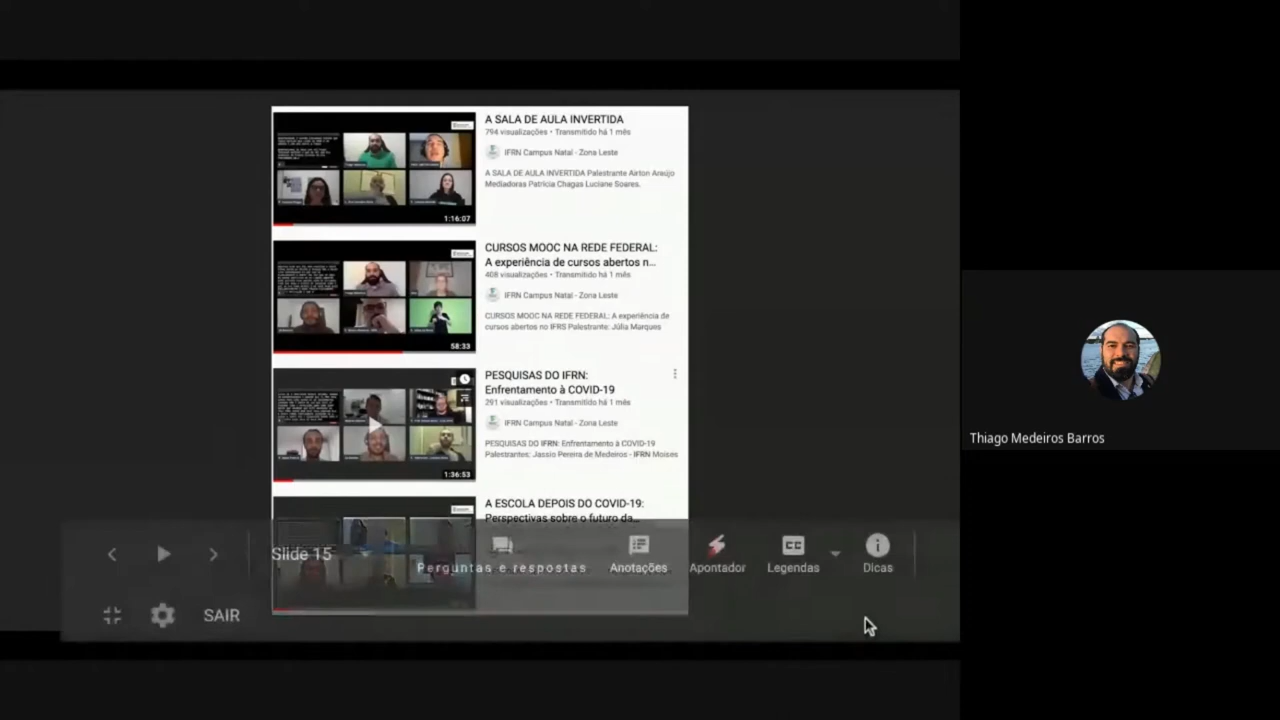 A SALA DE AULA INVERTIDA
794 visualizações • Transmitido há 1 mês
IFRN Campus Natal - Zona Leste
A SALA DE AULA INVERTIDA Palestrante Airton Araújo
Mediadoras Patrícia Chagas Luciane Soares.
1:16:07
CURSOS MOOC NA REDE FEDERAL:
A experiência de cursos abertos n...
408 visualizações • Transmitido há 1 mês
IFRN Campus Natal - Zona Leste
CURSOS MOOC NA REDE FEDERAL: A experiência de
cursos abertos no IFRS Palestrante: Júlia Marques
58:33
PESQUISAS DO IFRN:
Enfrentamento à COVID-19
291 visualizações • Transmitido há 1 mês
IFRN Campus Natal - Zona Leste
PESQUISAS DO IFRN: Enfrentamento à COVID-19
Palestrantes: Jassio Pereira de Medeiros - IFRN Moises
1:36:53
A ESCOLA DEPOIS DO COVID-19:
Perspectivas sobre o futuro da...
Slide 15
Perguntas e respostas
Anotações
Apontador
CC
Legendas
Dicas
SAIR
Thiago Medeiros Barros